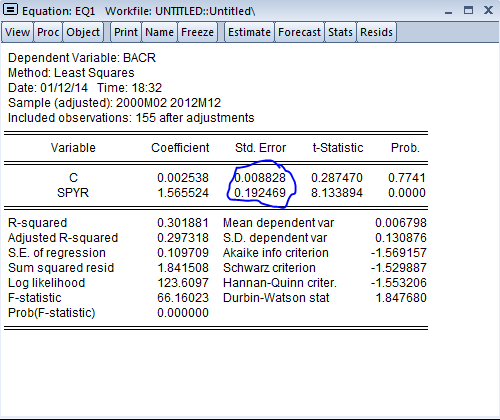 Equation: EQ1 Workfile: UNTITLED::Untitled\
View Proc Object Print Name Freeze Estimate Forecast Stats Resids
Dependent Variable: BACR
Method: Least Squares
Date: 01/12/14 Time: 18:32
Sample (adjusted): 2000M02 2012M12
Included observations: 155 after adjustments
Variable Coefficient Std. Error t-Statistic Prob.
C 0.002538 0.008828 0.287470 0.7741
SPYR 1.565524 0.192469 8.133894 0.0000
R-squared 0.301881 Mean dependent var 0.006798
Adjusted R-squared 0.297318 S.D. dependent var 0.130876
S.E. of regression 0.109709 Akaike info criterion -1.569157
Sum squared resid 1.841508 Schwarz criterion -1.529887
Log likelihood 123.6097 Hannan-Quinn criter. -1.553206
F-statistic 66.16023 Durbin-Watson stat 1.847680
Prob(F-statistic) 0.000000